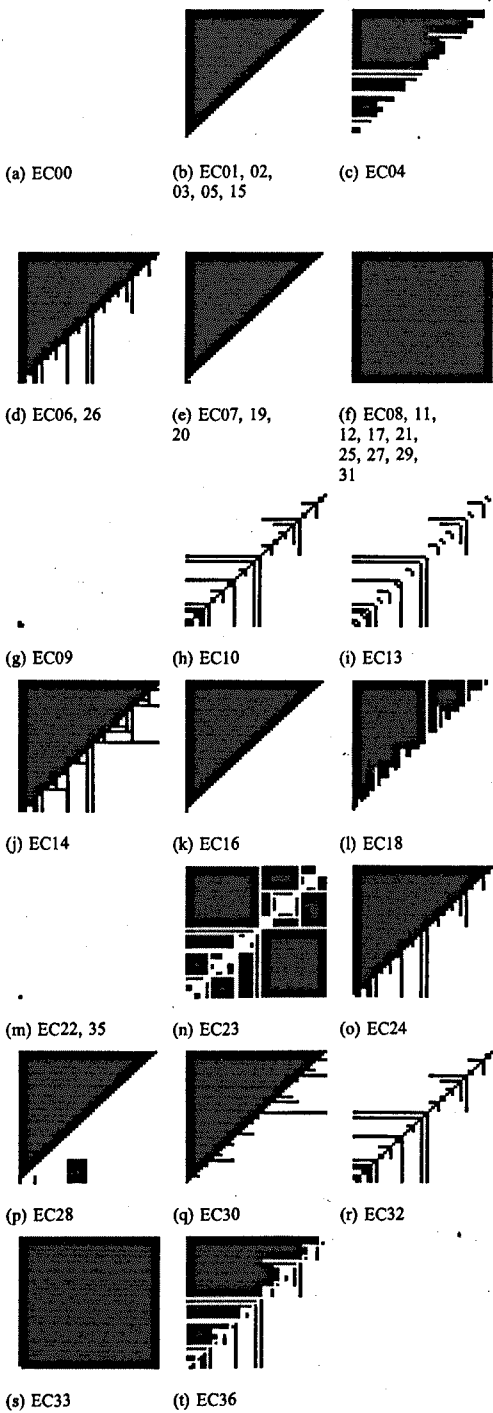 (a) EC00
(b) EC01, 02,
03, 05, 15
(c) EC04
(d) EC06, 26
(e) EC07, 19,
20
(f) EC08, 11,
12, 17, 21,
25, 27, 29,
31
(g) EC09
(h) EC10
(i) EC13
(j) EC14
(k) EC16
(l) EC18
(m) EC22, 35
(n) EC23
(o) EC24
(p) EC28
(q) EC30
(r) EC32
(s) EC33
(t) EC36